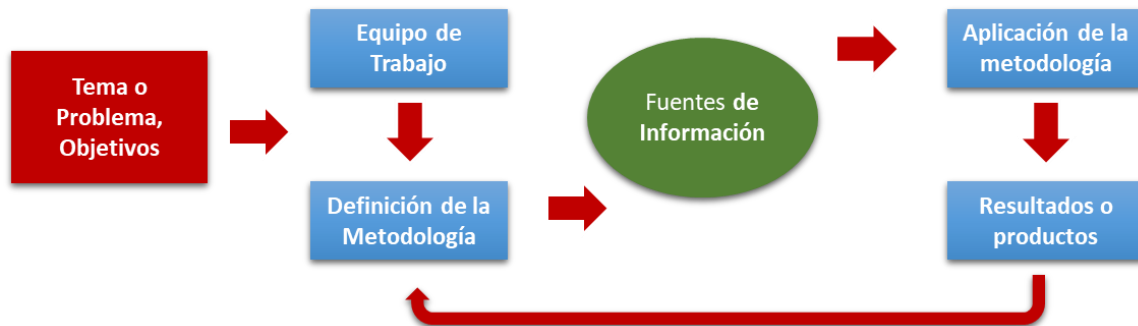 Tema o
Problema,
Objetivos
Equipo de
Trabajo
Definición de la
Metodología
Fuentes de
Información
Aplicación de la
metodología
Resultados o
productos